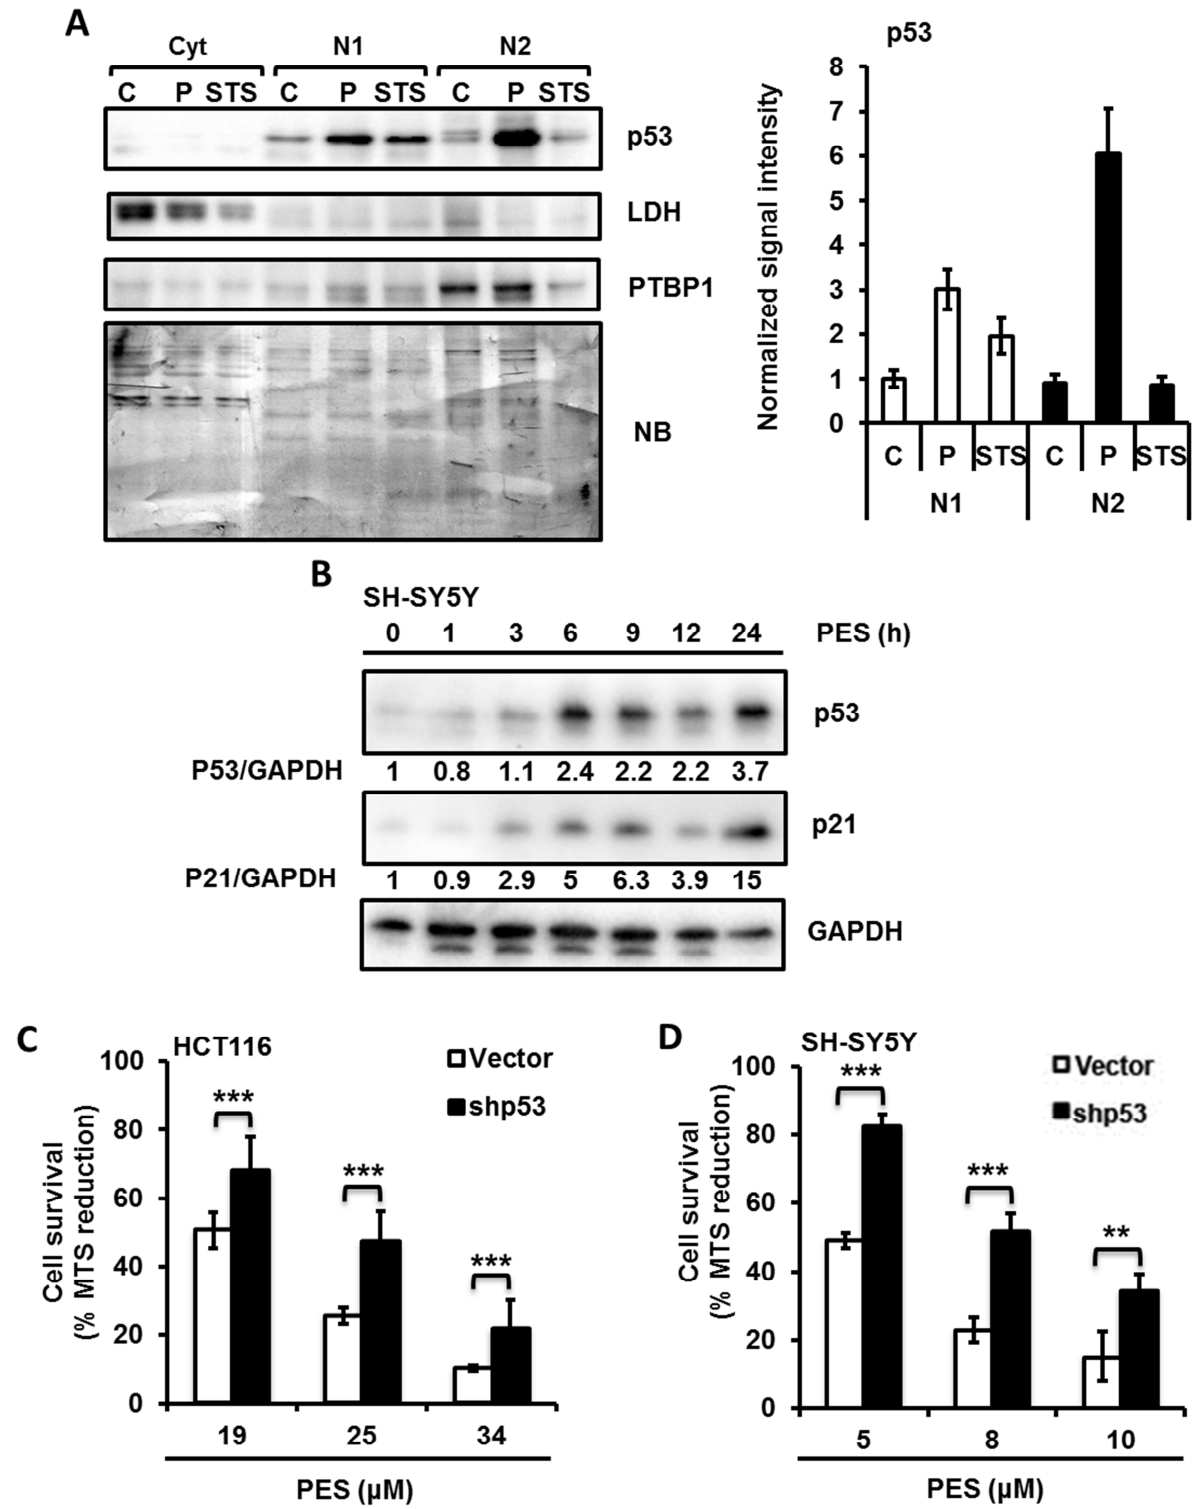 A
Cyt N1 N2
C P STS C P STS C P STS
p53
LDH
PTBP1
NB
p53
Normalized signal intensity
8
7
6
5
4
3
2
1
0
C P STS C P STS
N1 N2
B
SH-SY5Y
0 1 3 6 9 12 24 PES (h)
p53
P53/GAPDH 1 0.8 1.1 2.4 2.2 2.2 3.7
p21
P21/GAPDH 1 0.9 2.9 5 6.3 3.9 15
GAPDH
C
HCT116
Vector
shp53
Cell survival
(% MTS reduction)
100
80
60
40
20
0
***
***
***
19 25 34
PES (µM)
D
SH-SY5Y
Vector
shp53
Cell survival
(% MTS reduction)
100
80
60
40
20
0
***
***
**
5 8 10
PES (µM)